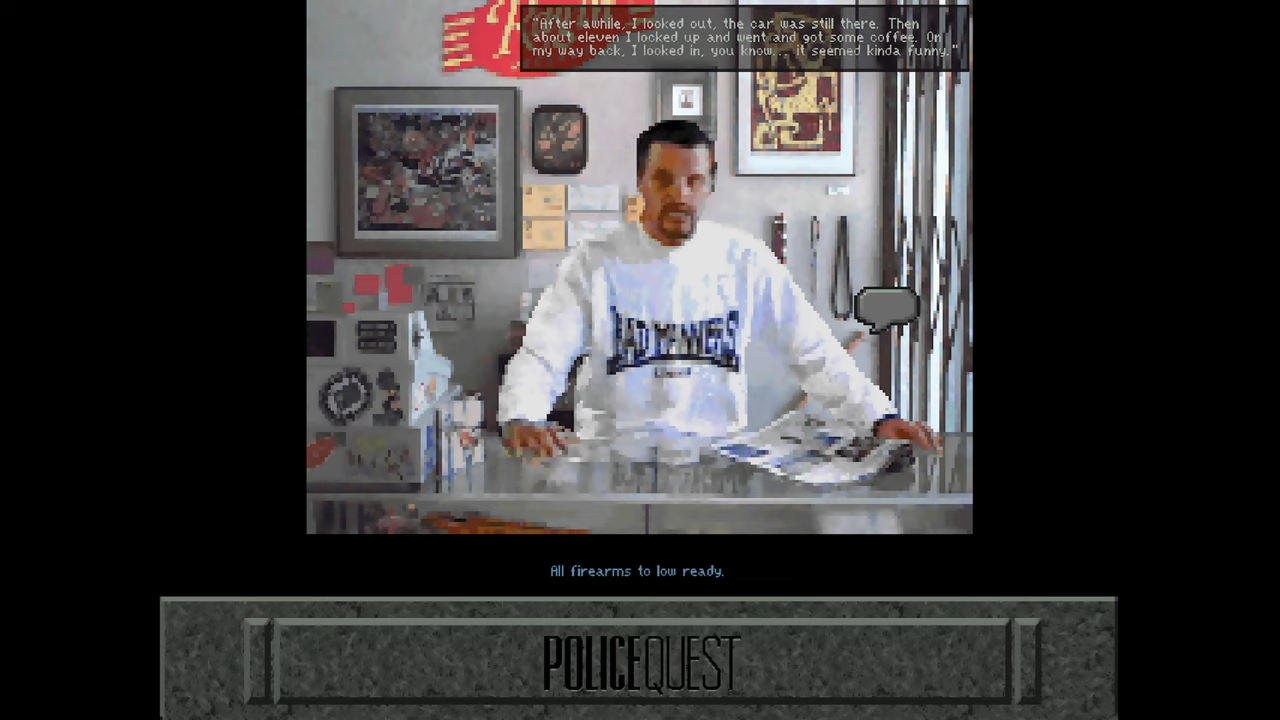 "After awhile, I looked out, the car was still there. Then
about eleven I locked up and went and got some coffee. On
my way back, I looked in, you know... it seemed kinda funny."
BAD MANNERS
All firearms to low ready.
POLICEQUEST